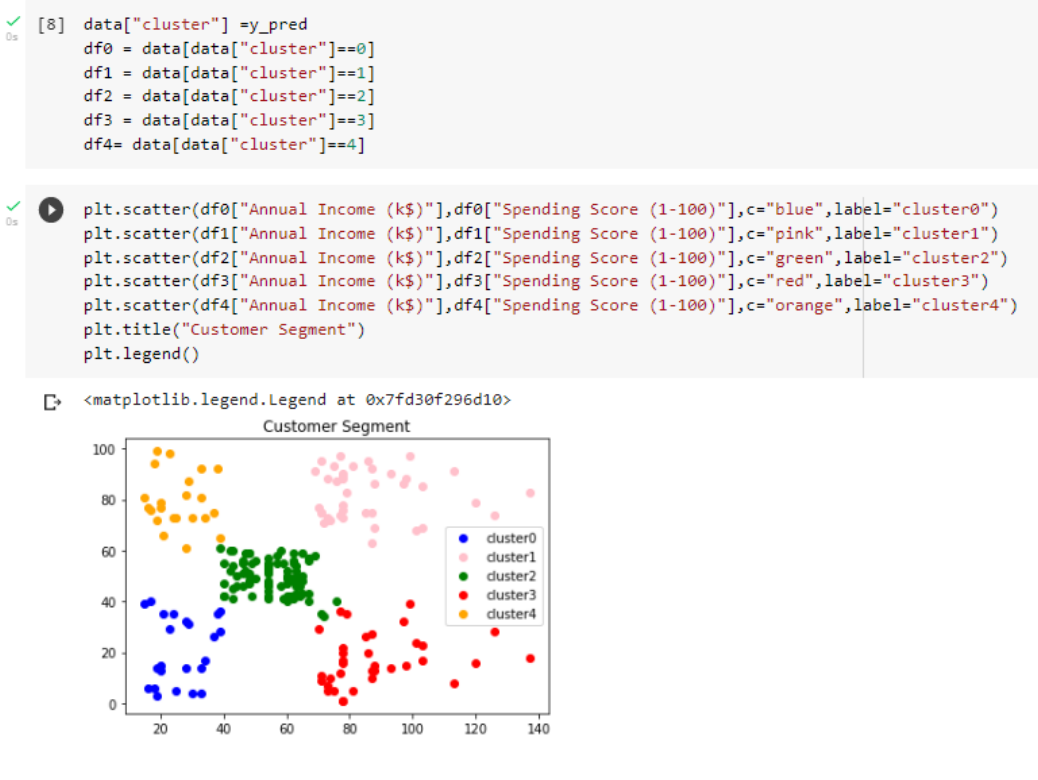 [8] data["cluster"] =y_pred
0s
df0 = data[data["cluster"]==0]
df1 = data[data["cluster"]==1]
df2 = data[data["cluster"]==2]
df3 = data[data["cluster"]==3]
df4= data[data["cluster"]==4]
0s
plt.scatter(df0["Annual Income (k$)"],df0["Spending Score (1-100)"],c="blue",label="cluster0")
plt.scatter(df1["Annual Income (k$)"],df1["Spending Score (1-100)"],c="pink",label="cluster1")
plt.scatter(df2["Annual Income (k$)"],df2["Spending Score (1-100)"],c="green",label="cluster2")
plt.scatter(df3["Annual Income (k$)"],df3["Spending Score (1-100)"],c="red",label="cluster3")
plt.scatter(df4["Annual Income (k$)"],df4["Spending Score (1-100)"],c="orange",label="cluster4")
plt.title("Customer Segment")
plt.legend()
<matplotlib.legend.Legend at 0x7fd30f296d10>
Customer Segment
100
80
60
40
20
0
cluster0
cluster1
cluster2
cluster3
cluster4
20 40 60 80 100 120 140